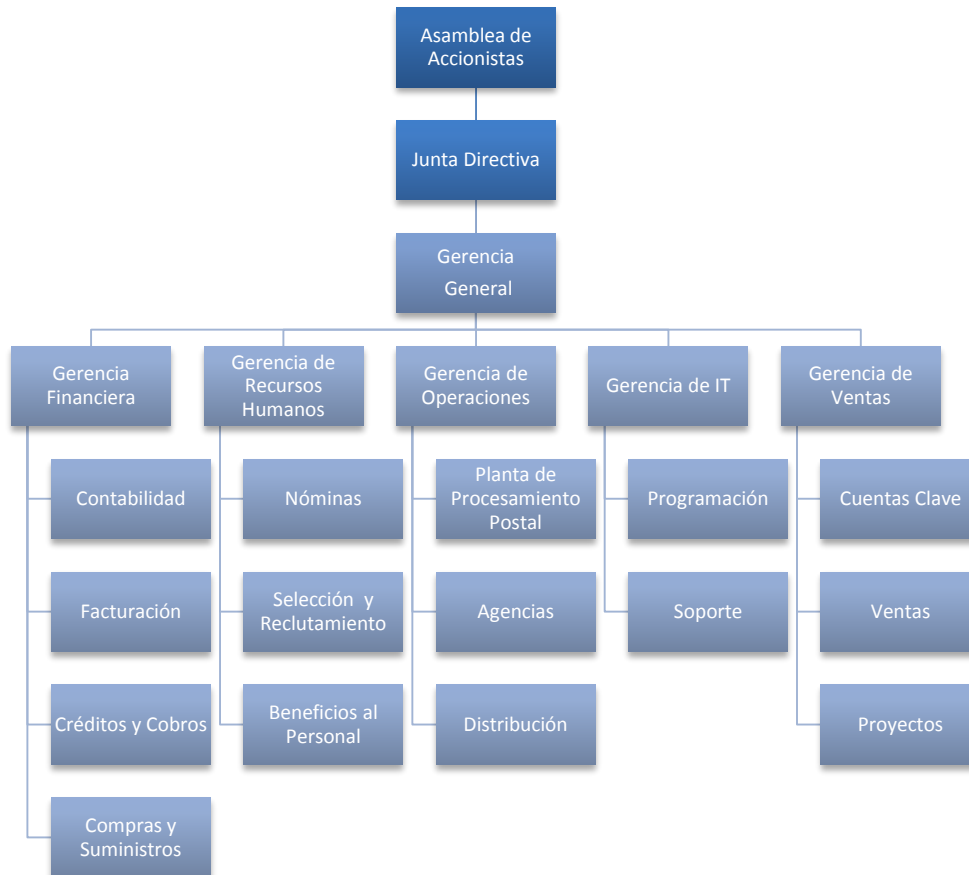 Asamblea de
Accionistas
Junta Directiva
Gerencia
General
Gerencia
Financiera
Gerencia de
Recursos
Humanos
Gerencia de
Operaciones
Gerencia de IT
Gerencia de
Ventas
Contabilidad
Nóminas
Planta de
Procesamiento
Postal
Programación
Cuentas Clave
Facturación
Selección y
Reclutamiento
Agencias
Soporte
Ventas
Créditos y Cobros
Beneficios al
Personal
Distribución
Proyectos
Compras y
Suministros